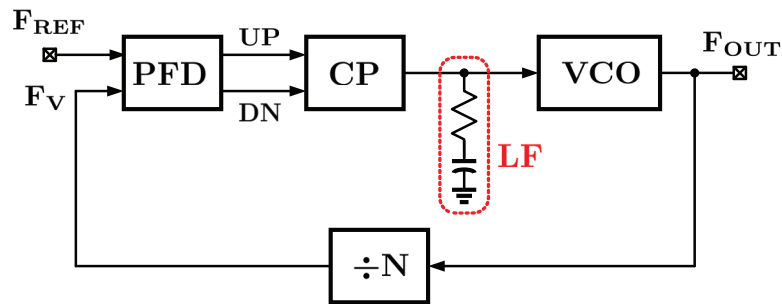 F_REF
UP
F_OUT
PFD
CP
VCO
F_V
DN
LF
÷N